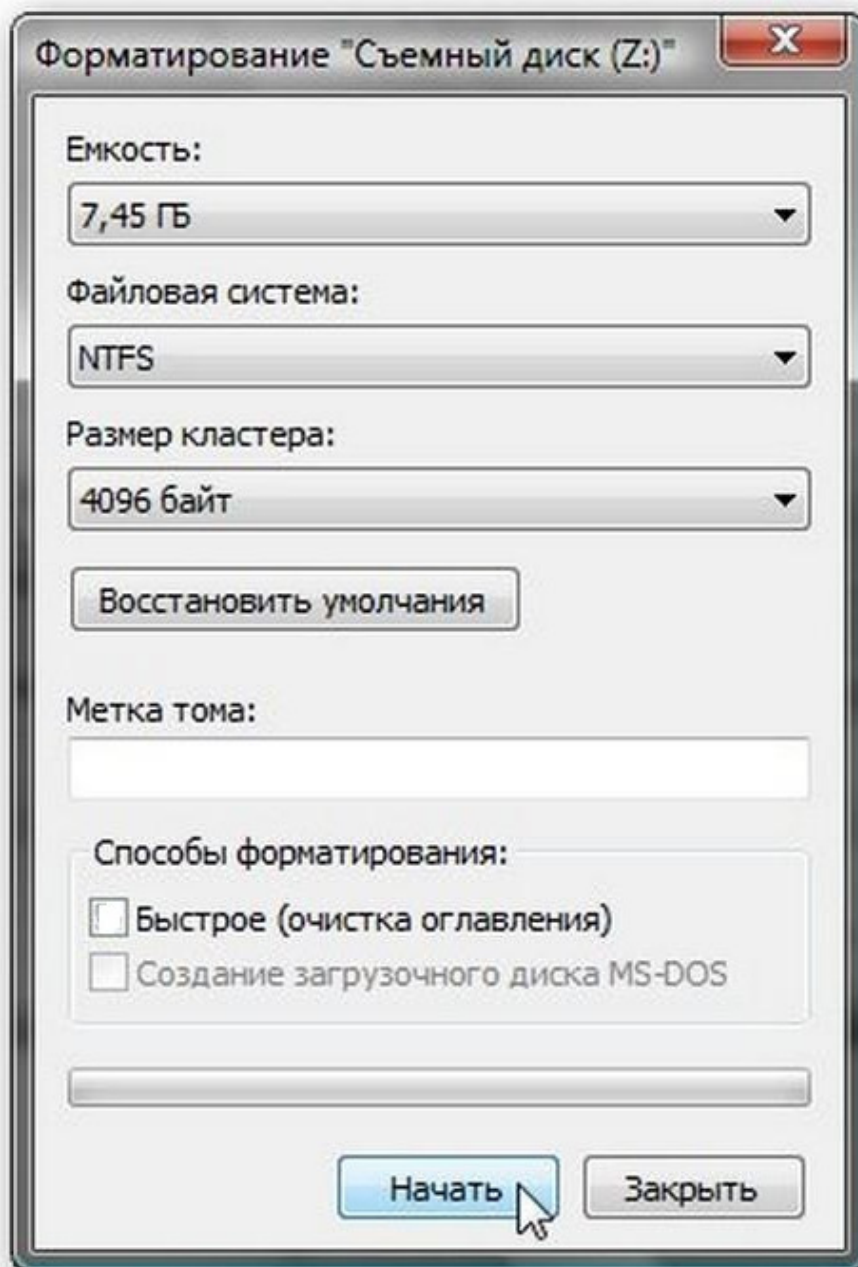 Форматирование "Съемный диск (Z:)"
Емкость:
7,45 ГБ
Файловая система:
NTFS
Размер кластера:
4096 байт
Восстановить умолчания
Метка тома:
Способы форматирования:
Быстрое (очистка оглавления)
Создание загрузочного диска MS-DOS
Начать
Закрыть